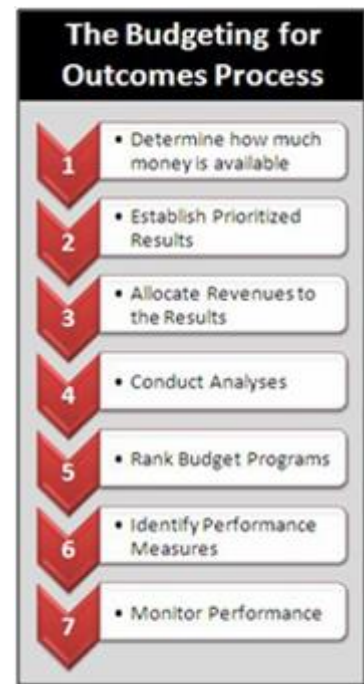 The Budgeting for
Outcomes Process
1
• Determine how much
money is available
2
• Establish Prioritized
Results
3
• Allocate Revenues to
the Results
4
• Conduct Analyses
5
• Rank Budget Programs
6
• Identify Performance
Measures
7
• Monitor Performance